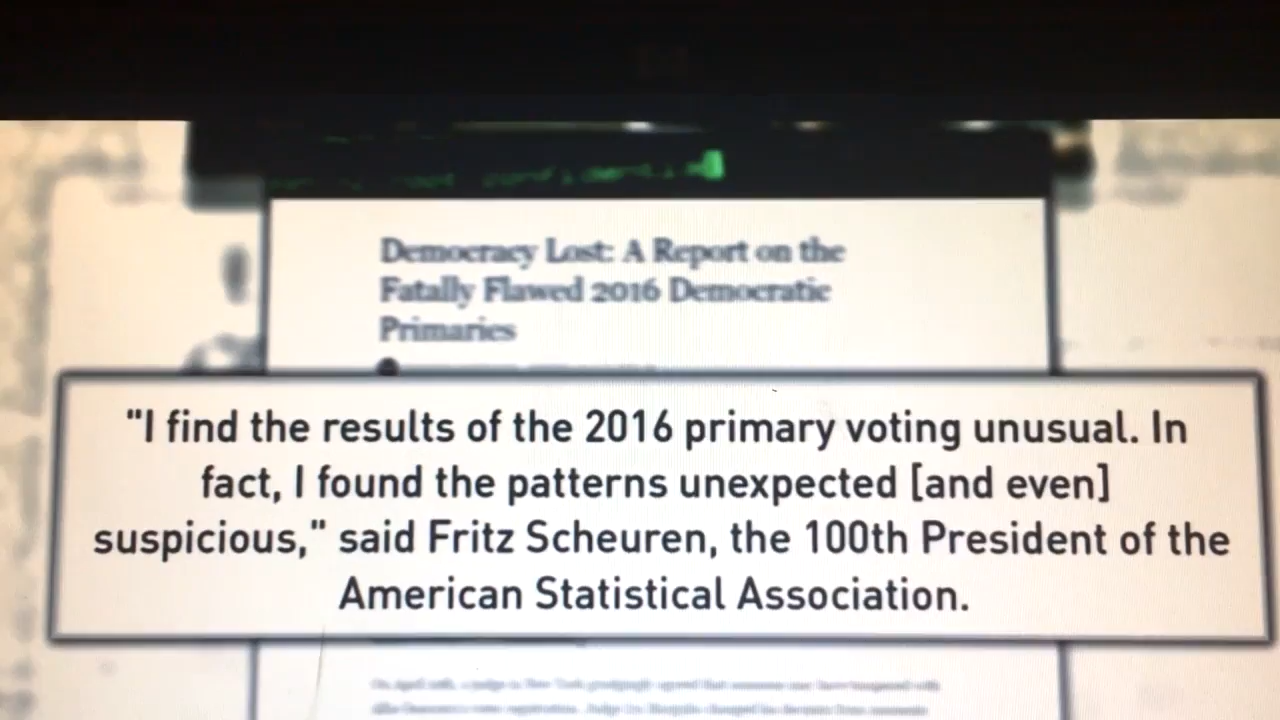 Democracy Lost: A Report on the
Fatally Flawed 2016 Democratic
Primaries
"I find the results of the 2016 primary voting unusual. In
fact, I found the patterns unexpected [and even]
suspicious," said Fritz Scheuren, the 100th President of the
American Statistical Association.